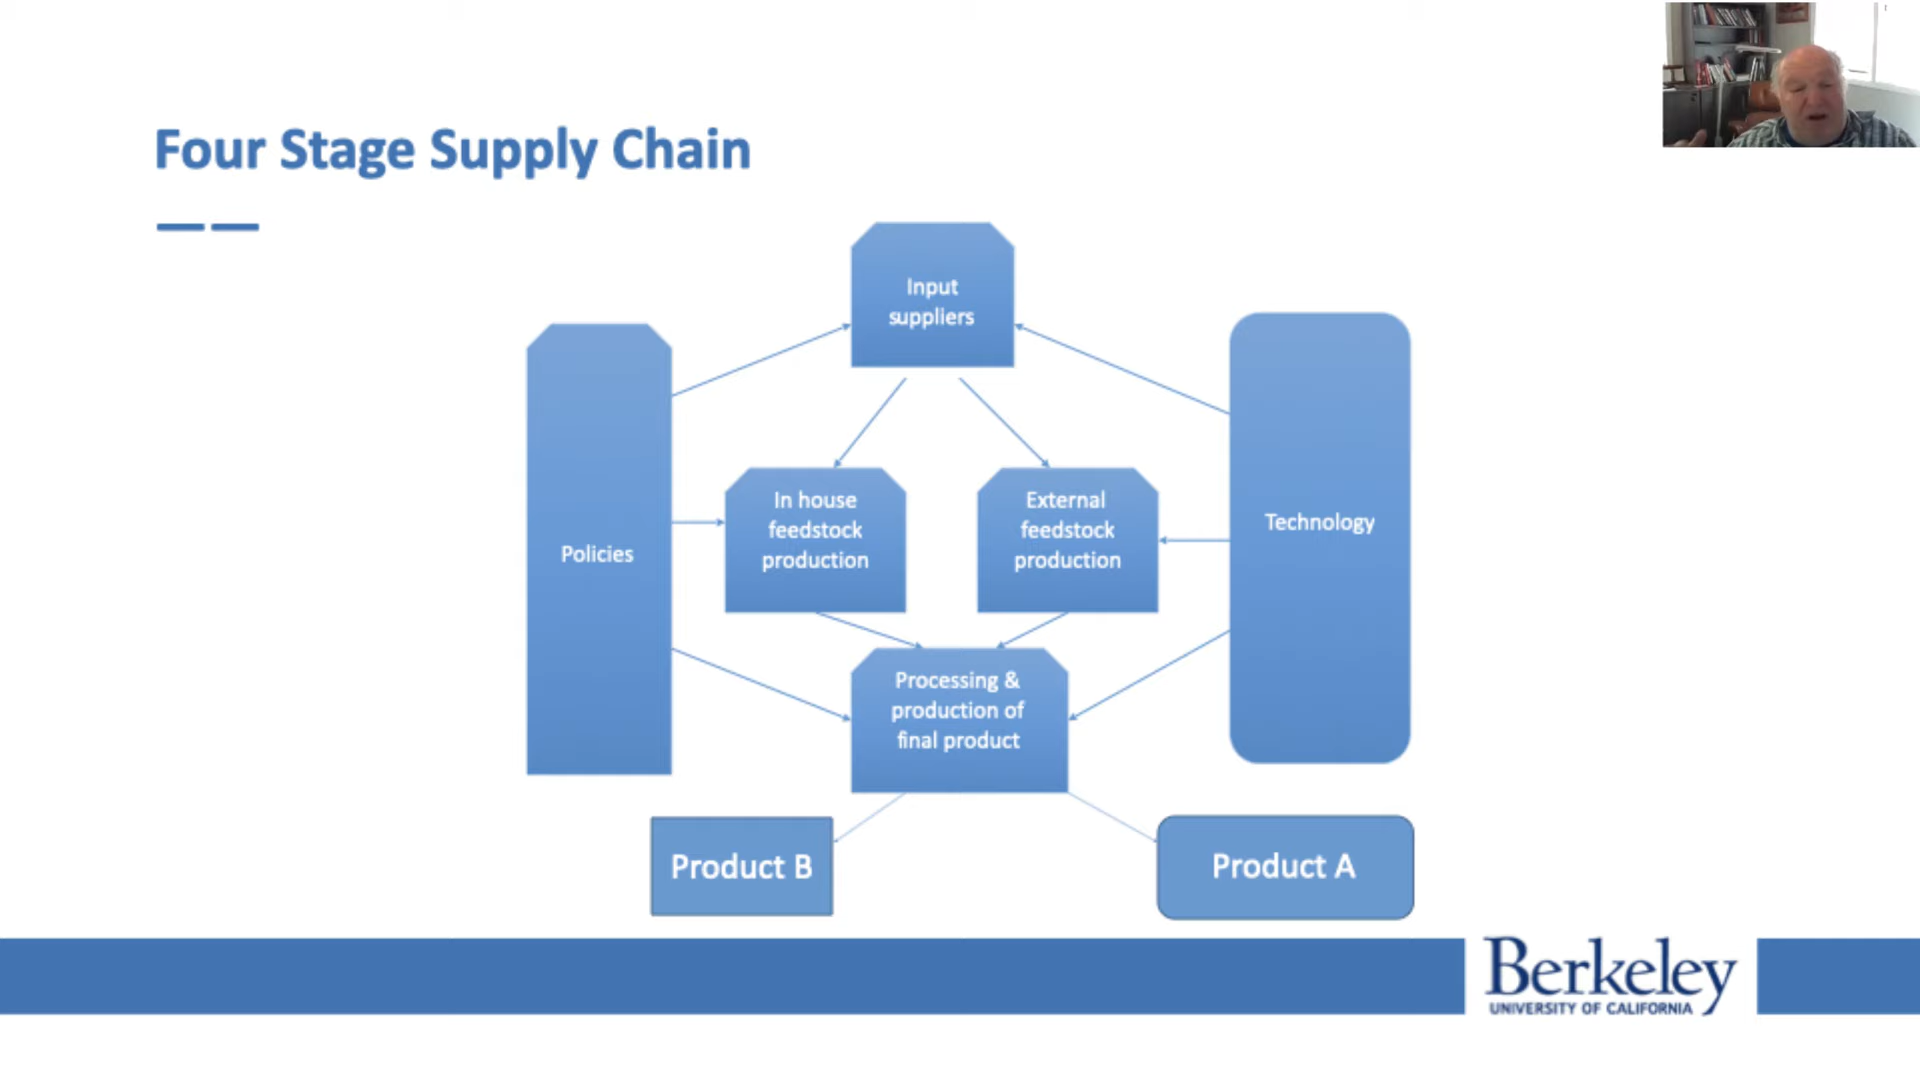 Four Stage Supply Chain
Input
suppliers
Policies
In house
feedstock
production
External
feedstock
production
Technology
Processing &
production of
final product
Product B
Product A
Berkeley
UNIVERSITY OF CALIFORNIA